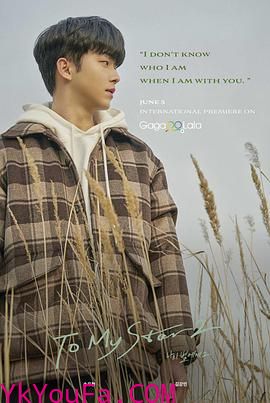 "I DON'T KNOW
WHO I AM
WHEN I AM WITH YOU. "
JUNE 5
INTERNATIONAL PREMIERE ON
GagaOOLala
To My Star 2
YkYouFa.COM